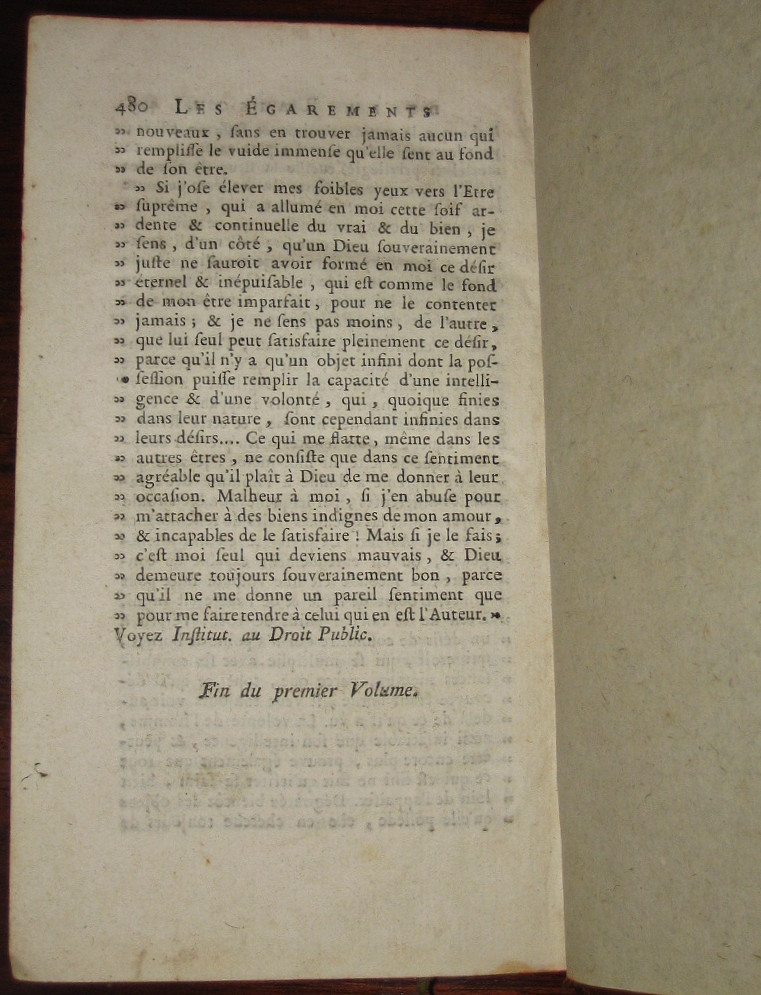 480 LES ÉGAREMENTS
» nouveaux, ſans en trouver jamais aucun qui
» rempliſſe le vuide immenſe qu'elle ſent au fond
» de ſon être.
» Si j'oſe élever mes foibles yeux vers l'Etre
» ſuprême, qui a allumé en moi cette ſoif ar-
» dente & continuelle du vrai & du bien, je
» ſens, d'un côté, qu'un Dieu ſouverainement
» juſte ne ſauroit avoir formé en moi ce déſir
» éternel & inépuiſable, qui eſt comme le fond
» de mon être imparfait, pour ne le contenter
» jamais; & je ne ſens pas moins, de l'autre,
» que lui ſeul peut ſatisfaire pleinement ce déſir,
» parce qu'il n'y a qu'un objet infini dont la poſ-
» ſeſſion puiſſe remplir la capacité d'une intelli-
» gence & d'une volonté, qui, quoique finies
» dans leur nature, ſont cependant infinies dans
» leurs déſirs.... Ce qui me flatte, même dans les
» autres êtres, ne conſiſte que dans ce ſentiment
» agréable qu'il plaît à Dieu de me donner à leur
» occaſion. Malheur à moi, ſi j'en abuſe pour
» m'attacher à des biens indignes de mon amour,
» & incapables de le ſatisfaire! Mais ſi je le fais;
» c'eſt moi ſeul qui deviens mauvais, & Dieu
» demeure toujours ſouverainement bon, parce
» qu'il ne me donne un pareil ſentiment que
» pour me faire tendre à celui qui en eſt l'Auteur. »
Voyez Inſtitut. au Droit Public.
Fin du premier Volume.